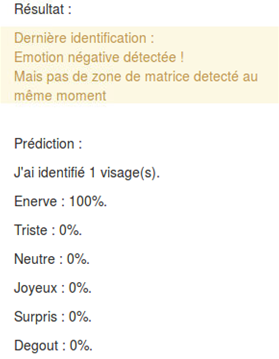 Résultat :
Dernière identification :
Emotion négative détectée !
Mais pas de zone de matrice detecté au
même moment
Prédiction :
J'ai identifié 1 visage(s).
Enerve : 100%.
Triste : 0%.
Neutre : 0%.
Joyeux : 0%.
Surpris : 0%.
Degout : 0%.